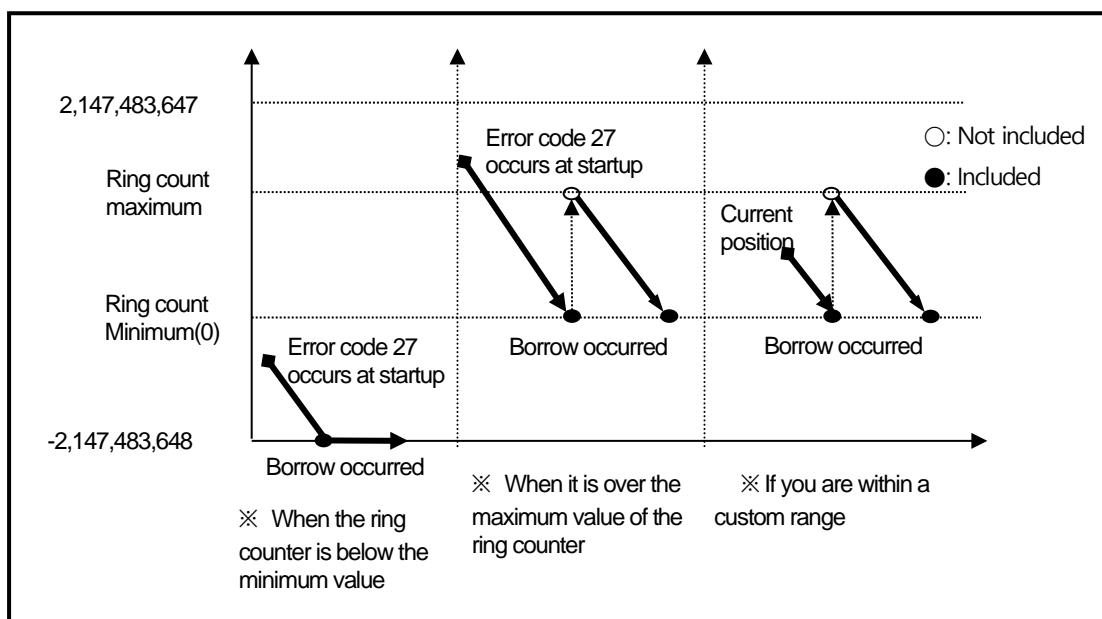 2,147,483,647
Ring count
maximum
Ring count
Minimum(0)
-2,147,483,648
Error code 27
occurs at startup
Borrow occurred
※ When the ring
counter is below the
minimum value
Error code 27
occurs at startup
Borrow occurred
※ When it is over the
maximum value of the
ring counter
○: Not included
●: Included
Current
position
Borrow occurred
※ If you are within a
custom range